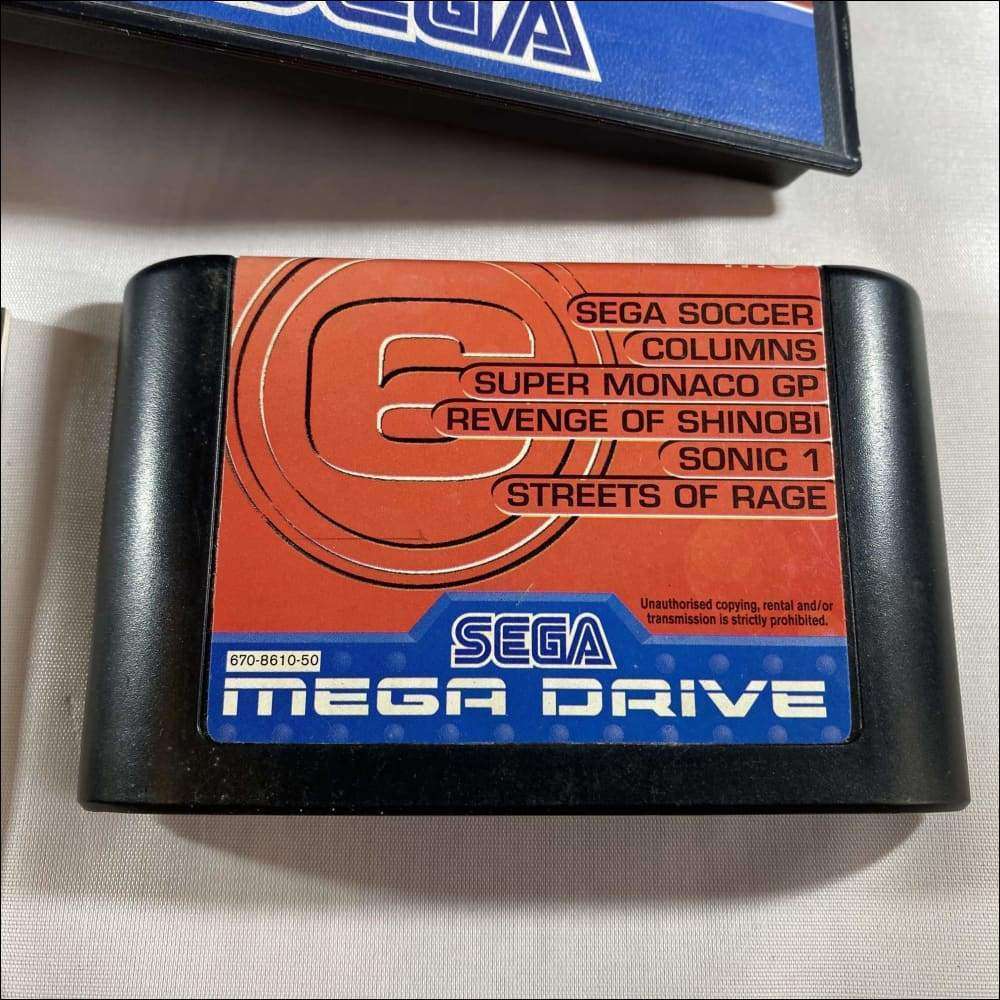 SEGA
6
SEGA SOCCER
COLUMNS
SUPER MONACO GP
REVENGE OF SHINOBI
SONIC 1
STREETS OF RAGE
Unauthorised copying, rental and/or
transmission is strictly prohibited.
SEGA
670-8610-50
MEGA DRIVE